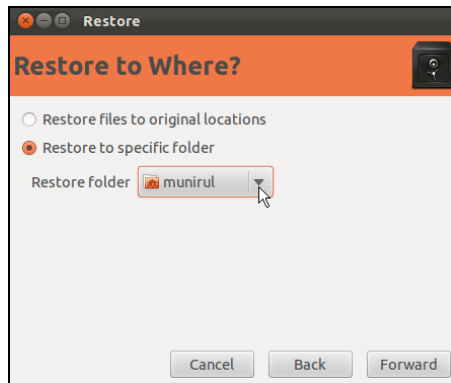 Restore
Restore to Where?
Restore files to original locations
Restore to specific folder
Restore folder munirul
Cancel Back Forward